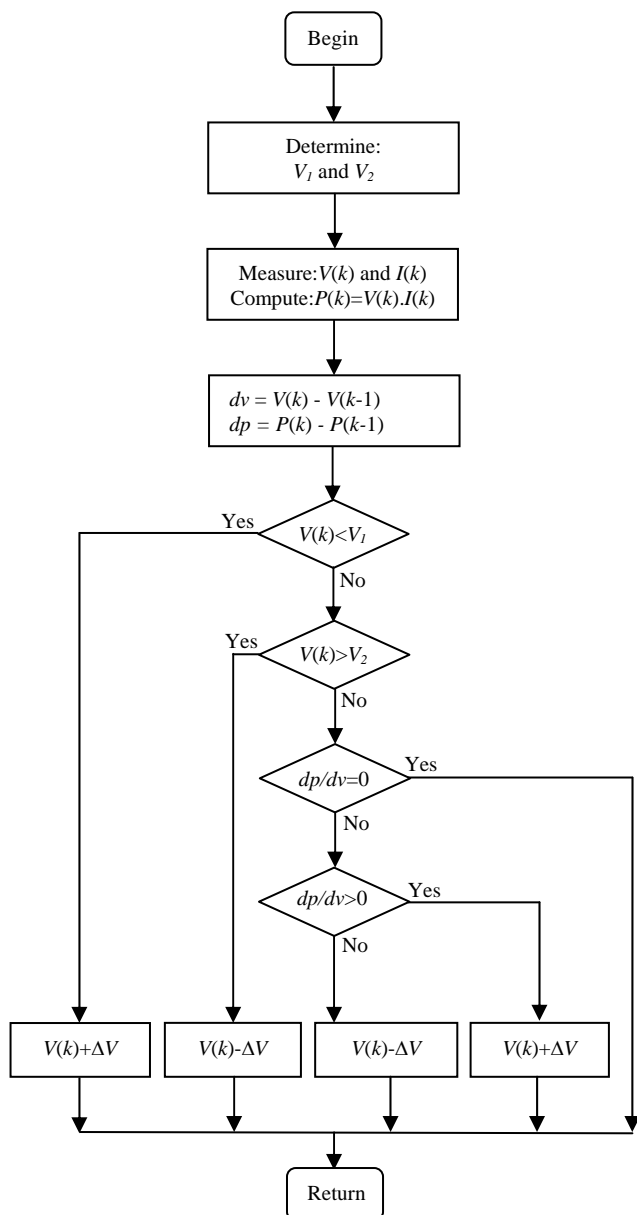 Begin
Determine:
V₁ and V₂
Measure:V(k) and I(k)
Compute:P(k)=V(k).I(k)
dv = V(k) - V(k-1)
dp = P(k) - P(k-1)
Yes
V(k)<V₁
No
Yes
V(k)>V₂
No
dp/dv=0
Yes
No
dp/dv>0
Yes
No
V(k)+ΔV
V(k)-ΔV
V(k)-ΔV
V(k)+ΔV
Return